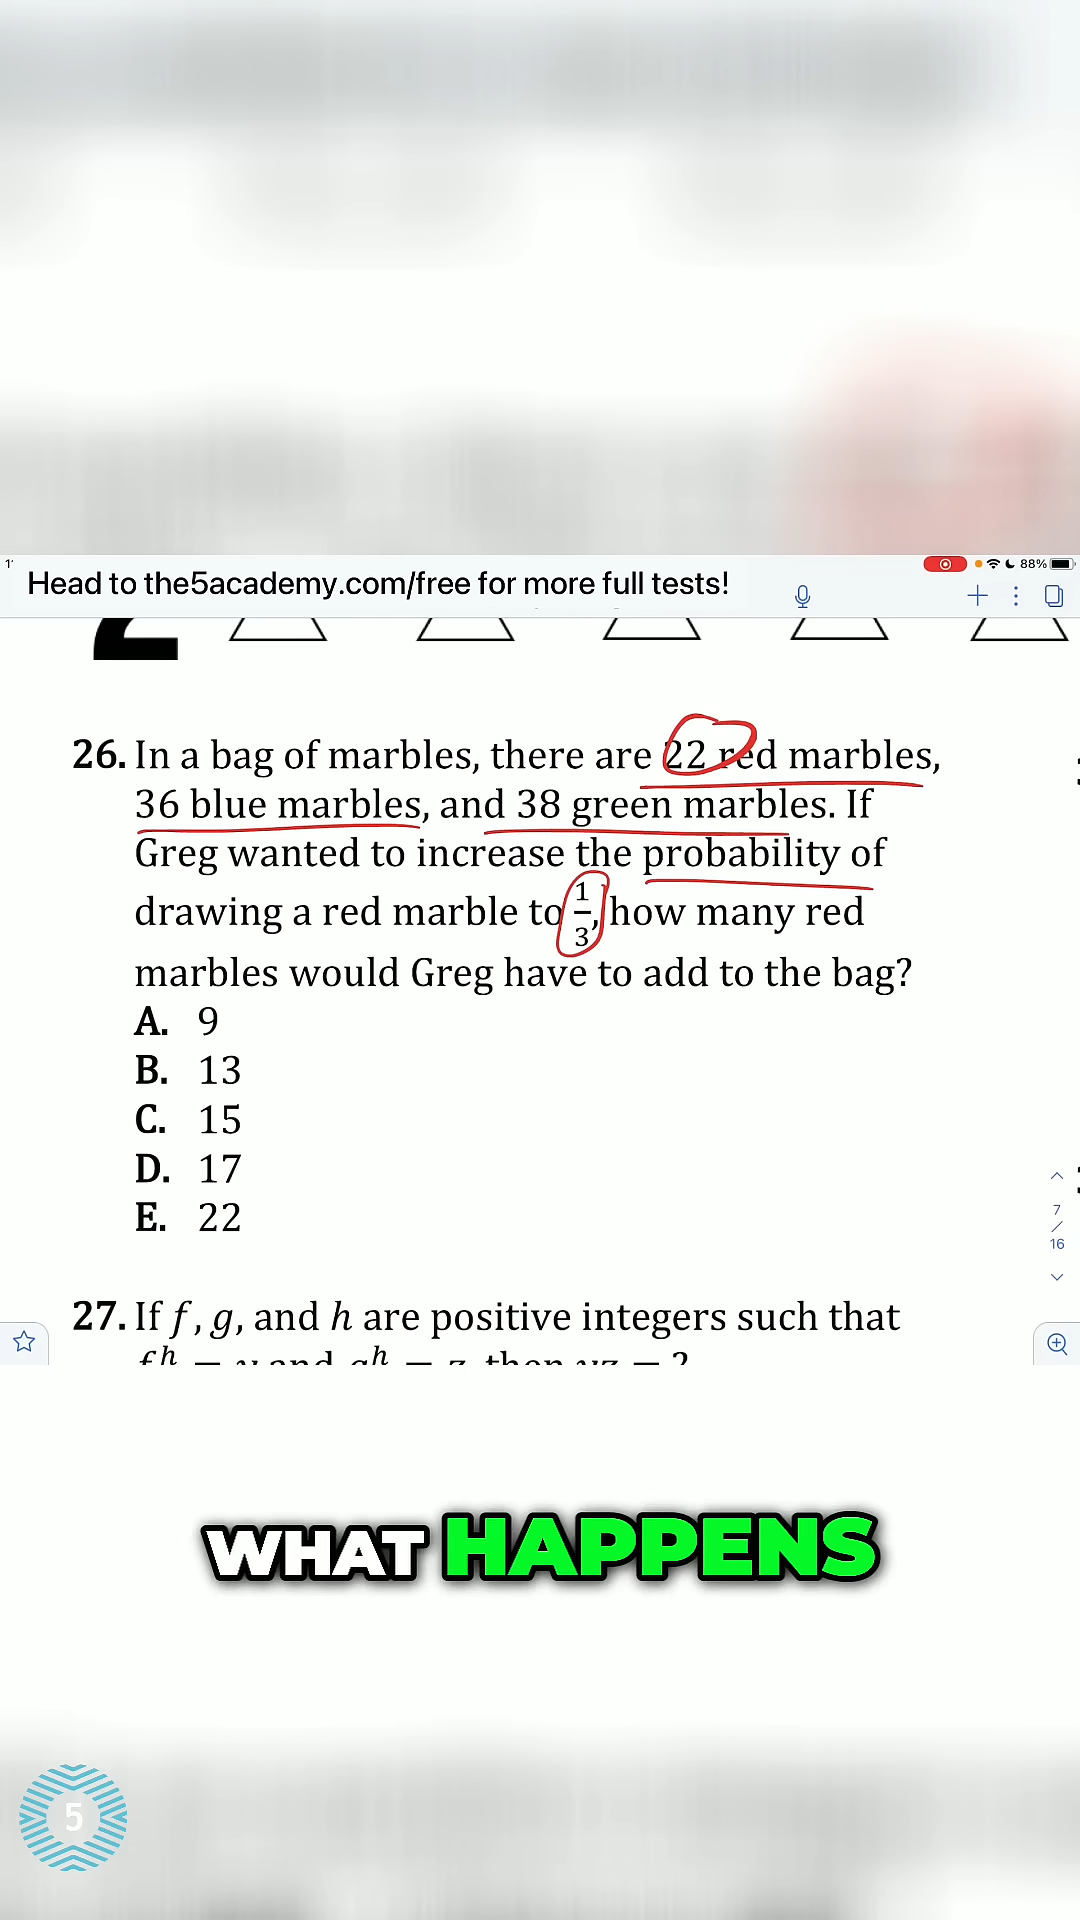 Head to the5academy.com/free for more full tests!
88%
2
26. In a bag of marbles, there are 22 red marbles,
36 blue marbles, and 38 green marbles. If
Greg wanted to increase the probability of
drawing a red marble to 1/3, how many red
marbles would Greg have to add to the bag?
A. 9
B. 13
C. 15
D. 17
E. 22
7
/
16
27. If f, g, and h are positive integers such that
WHAT HAPPENS
5